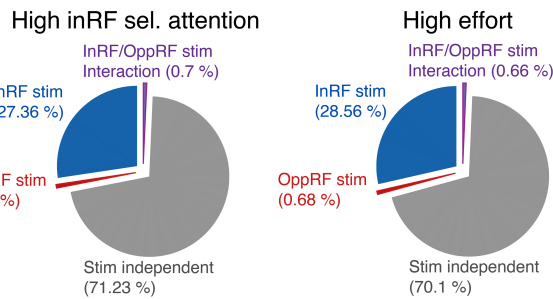 High inRF sel. attention
InRF/OppRF stim
Interaction (0.7 %)
nRF stim
27.36 %)
F stim
%)
Stim independent
(71.23 %)
High effort
InRF/OppRF stim
Interaction (0.66 %)
InRF stim
(28.56 %)
OppRF stim
(0.68 %)
Stim independent
(70.1 %)